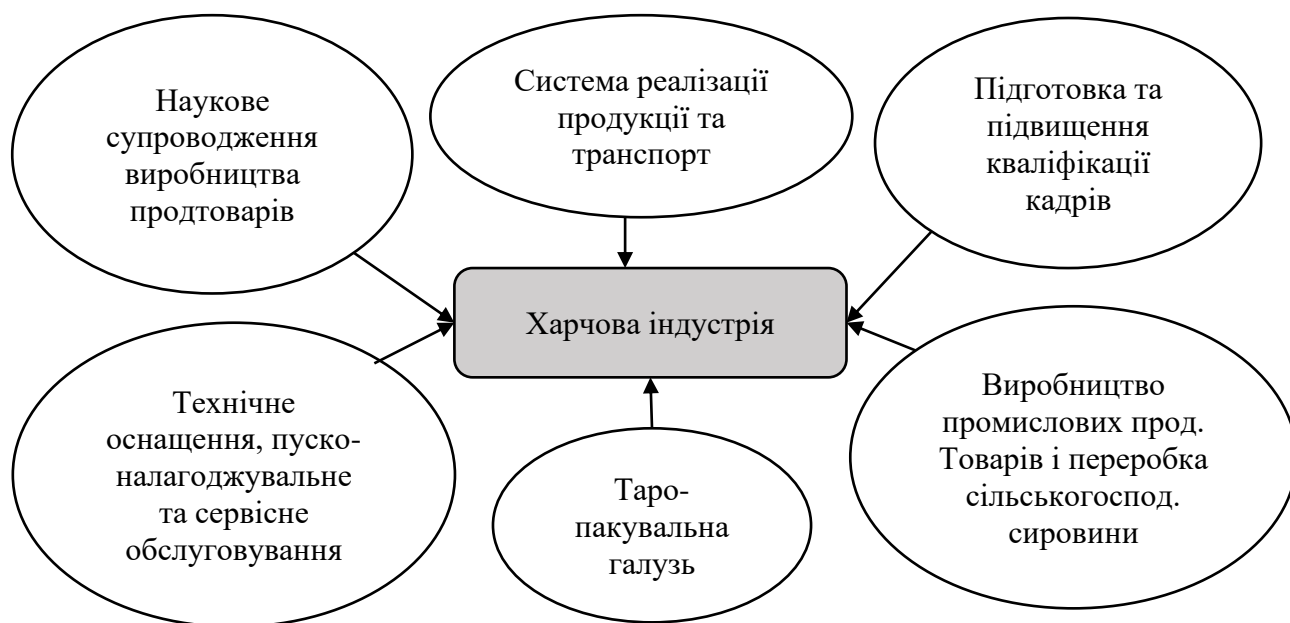 Наукове
супроводження
виробництва
продтоварів
Система реалізації
продукції та
транспорт
Підготовка та
підвищення
кваліфікації
кадрів
Харчова індустрія
Технічне
оснащення, пуско-
налагоджувальне
та сервісне
обслуговування
Таро-
пакувальна
галузь
Виробництво
промислових прод.
Товарів і переробка
сільськогоспод.
сировини